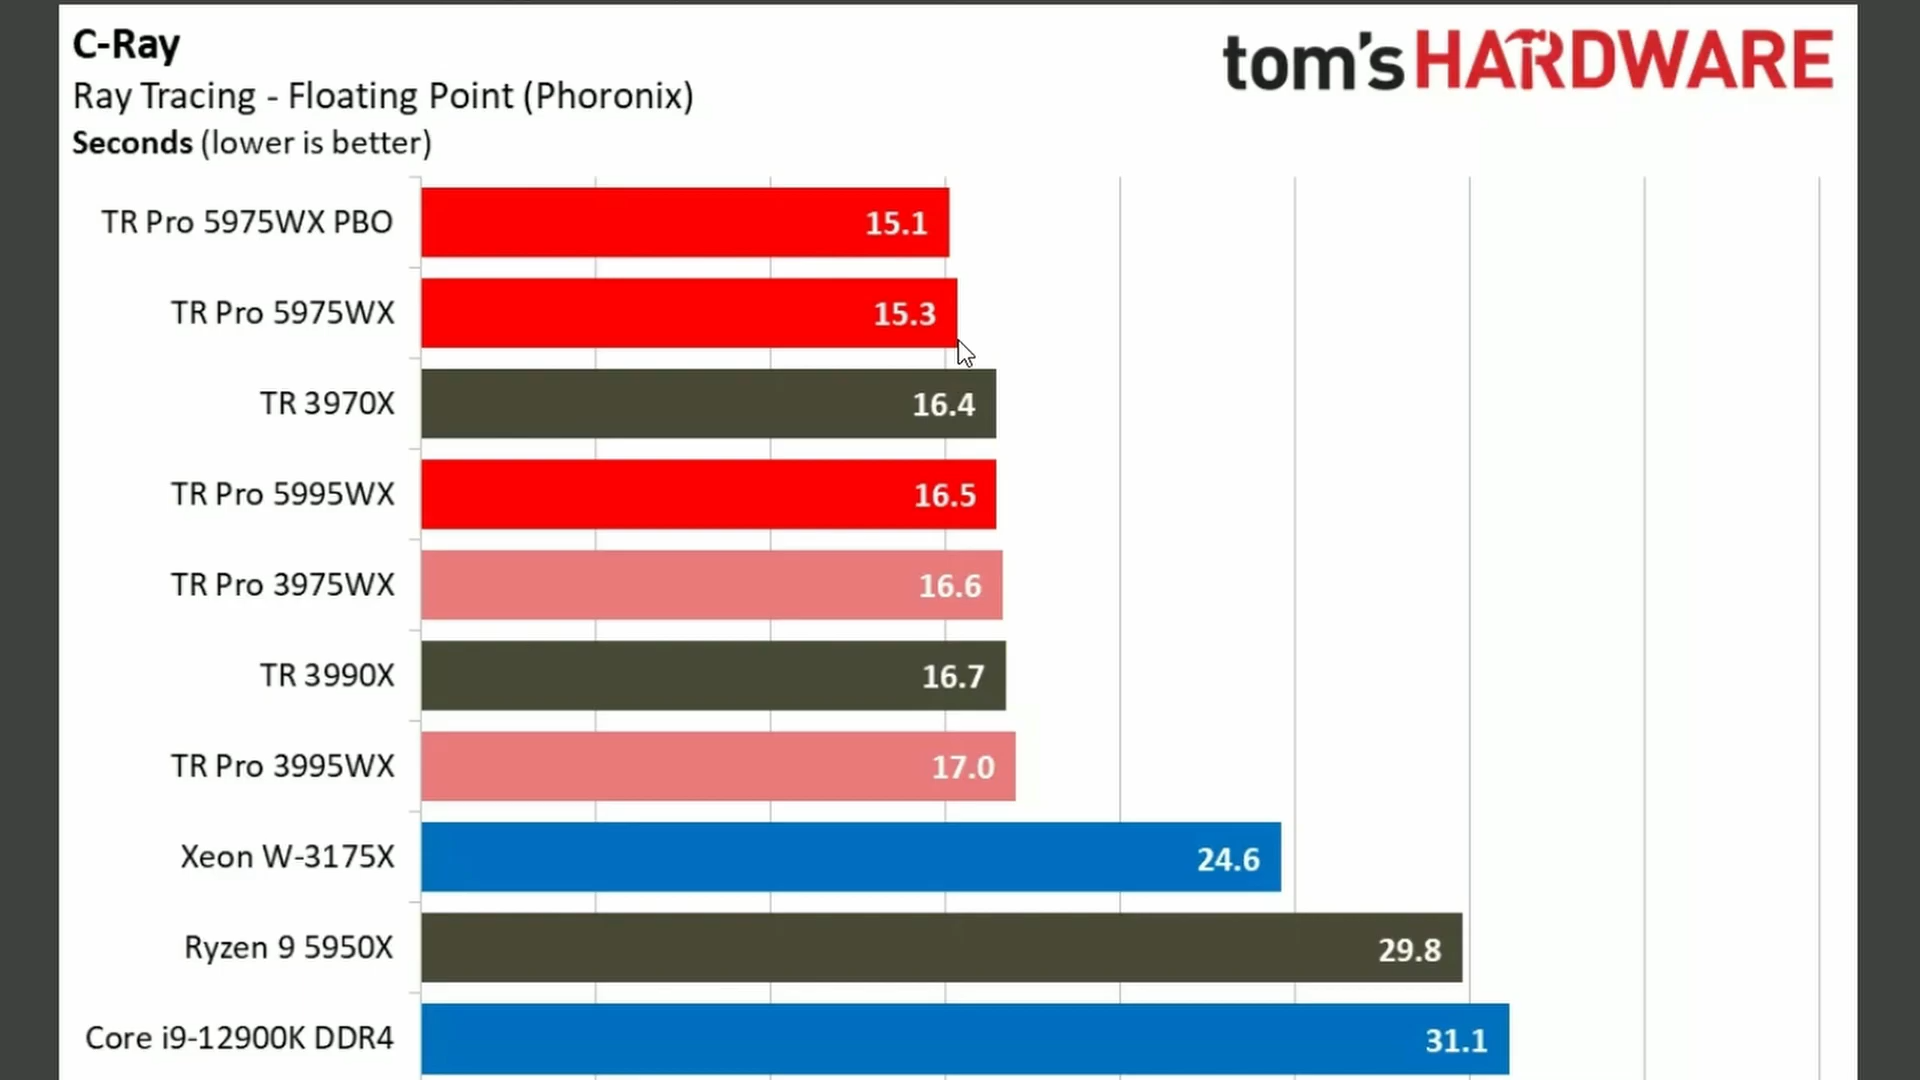 C-Ray
tom's HARDWARE
Ray Tracing - Floating Point (Phoronix)
Seconds (lower is better)
TR Pro 5975WX PBO 15.1
TR Pro 5975WX 15.3
TR 3970X 16.4
TR Pro 5995WX 16.5
TR Pro 3975WX 16.6
TR 3990X 16.7
TR Pro 3995WX 17.0
Xeon W-3175X 24.6
Ryzen 9 5950X 29.8
Core i9-12900K DDR4 31.1